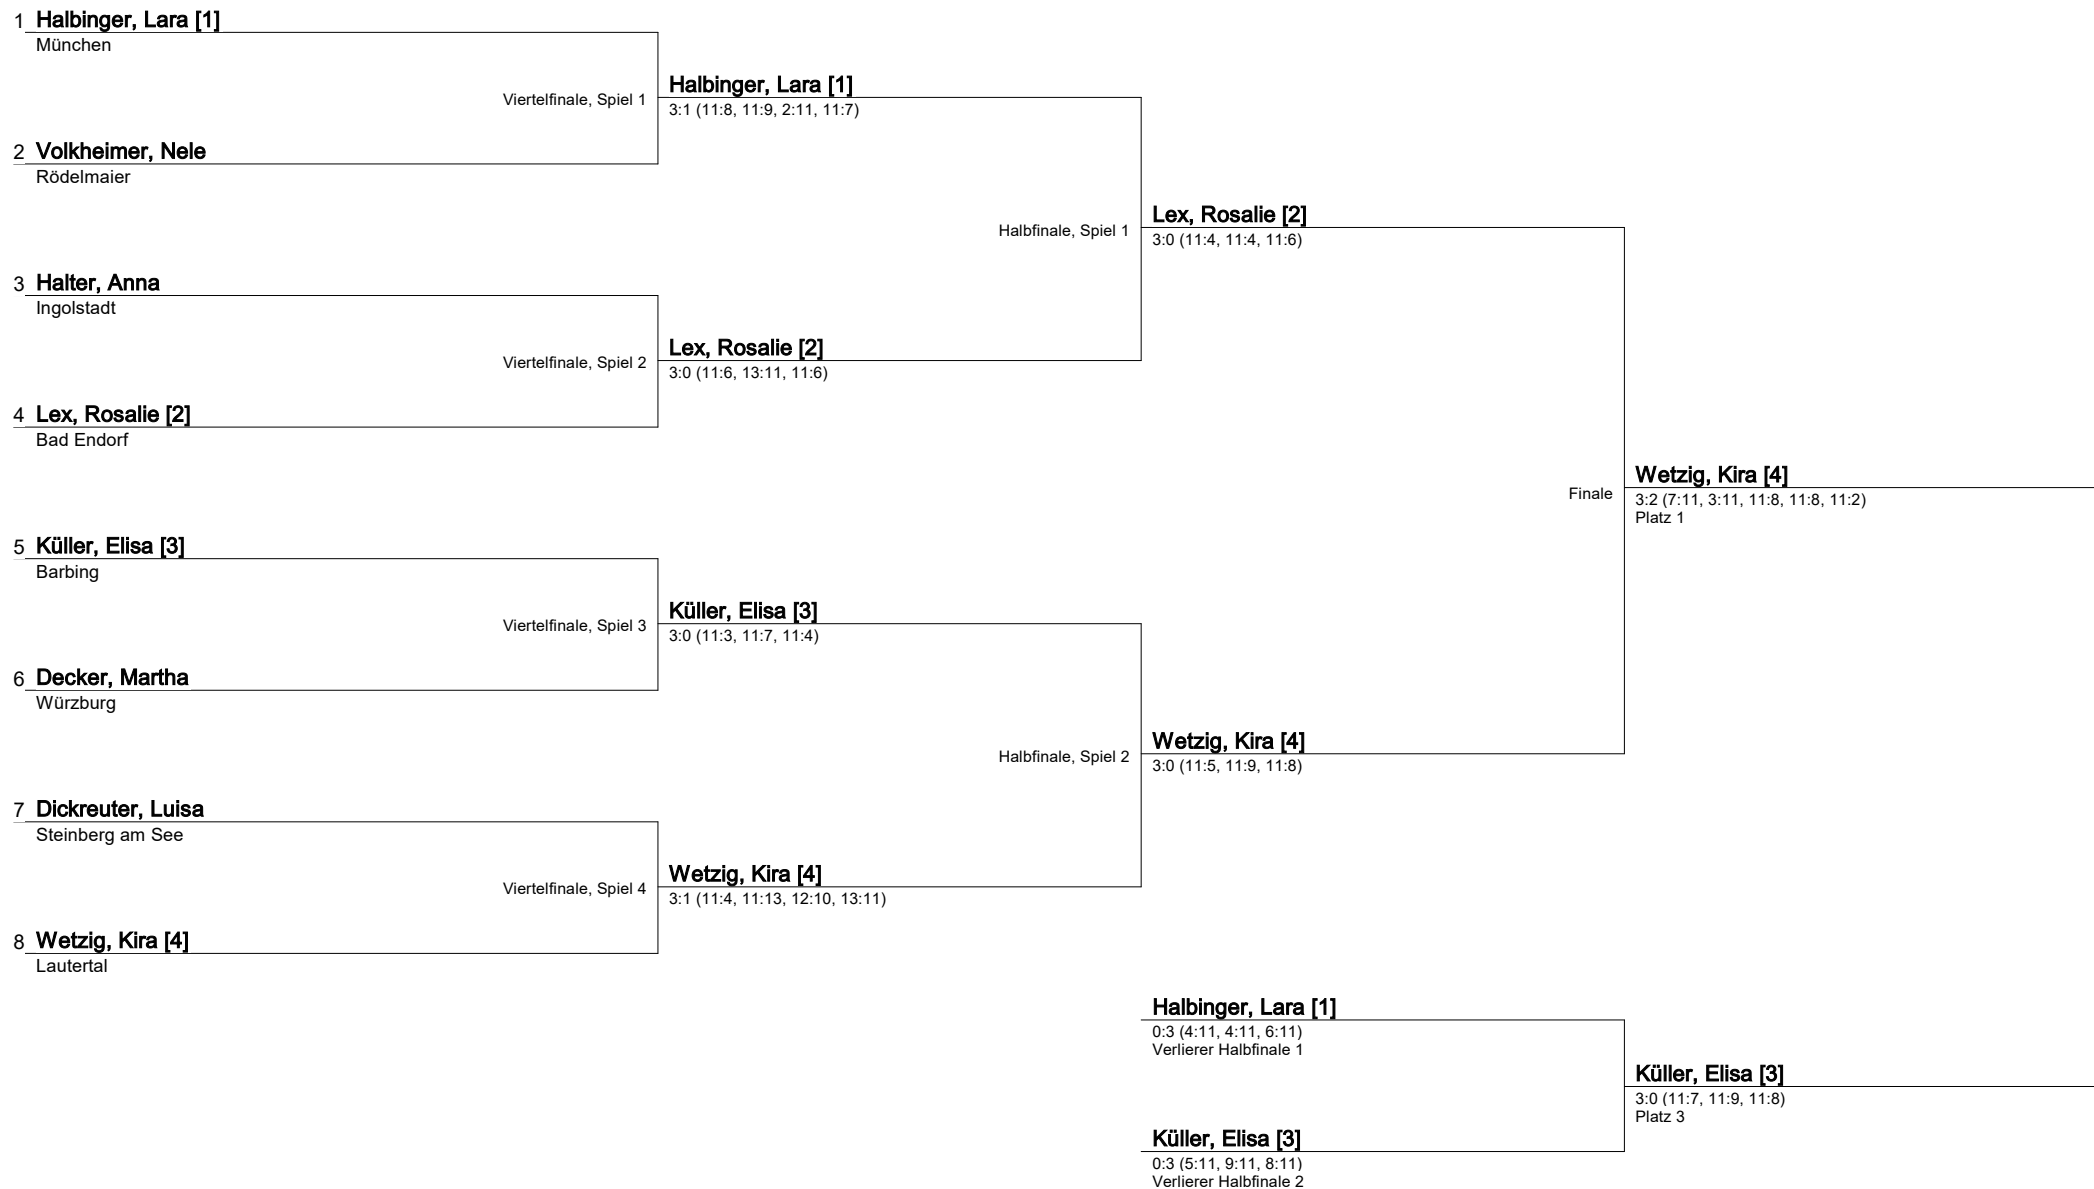 1 Halbinger, Lara [1]
München
Viertelfinale, Spiel 1
Halbinger, Lara [1]
3:1 (11:8, 11:9, 2:11, 11:7)
2 Volkheimer, Nele
Rödelmaier
Halbfinale, Spiel 1
Lex, Rosalie [2]
3:0 (11:4, 11:4, 11:6)
3 Halter, Anna
Ingolstadt
Viertelfinale, Spiel 2
Lex, Rosalie [2]
3:0 (11:6, 13:11, 11:6)
4 Lex, Rosalie [2]
Bad Endorf
Finale
Wetzig, Kira [4]
3:2 (7:11, 3:11, 11:8, 11:8, 11:2)
Platz 1
5 Küller, Elisa [3]
Barbing
Viertelfinale, Spiel 3
Küller, Elisa [3]
3:0 (11:3, 11:7, 11:4)
6 Decker, Martha
Würzburg
Halbfinale, Spiel 2
Wetzig, Kira [4]
3:0 (11:5, 11:9, 11:8)
7 Dickreuter, Luisa
Steinberg am See
Viertelfinale, Spiel 4
Wetzig, Kira [4]
3:1 (11:4, 11:13, 12:10, 13:11)
8 Wetzig, Kira [4]
Lautertal
Halbinger, Lara [1]
0:3 (4:11, 4:11, 6:11)
Verlierer Halbfinale 1
Küller, Elisa [3]
3:0 (11:7, 11:9, 11:8)
Platz 3
Küller, Elisa [3]
0:3 (5:11, 9:11, 8:11)
Verlierer Halbfinale 2